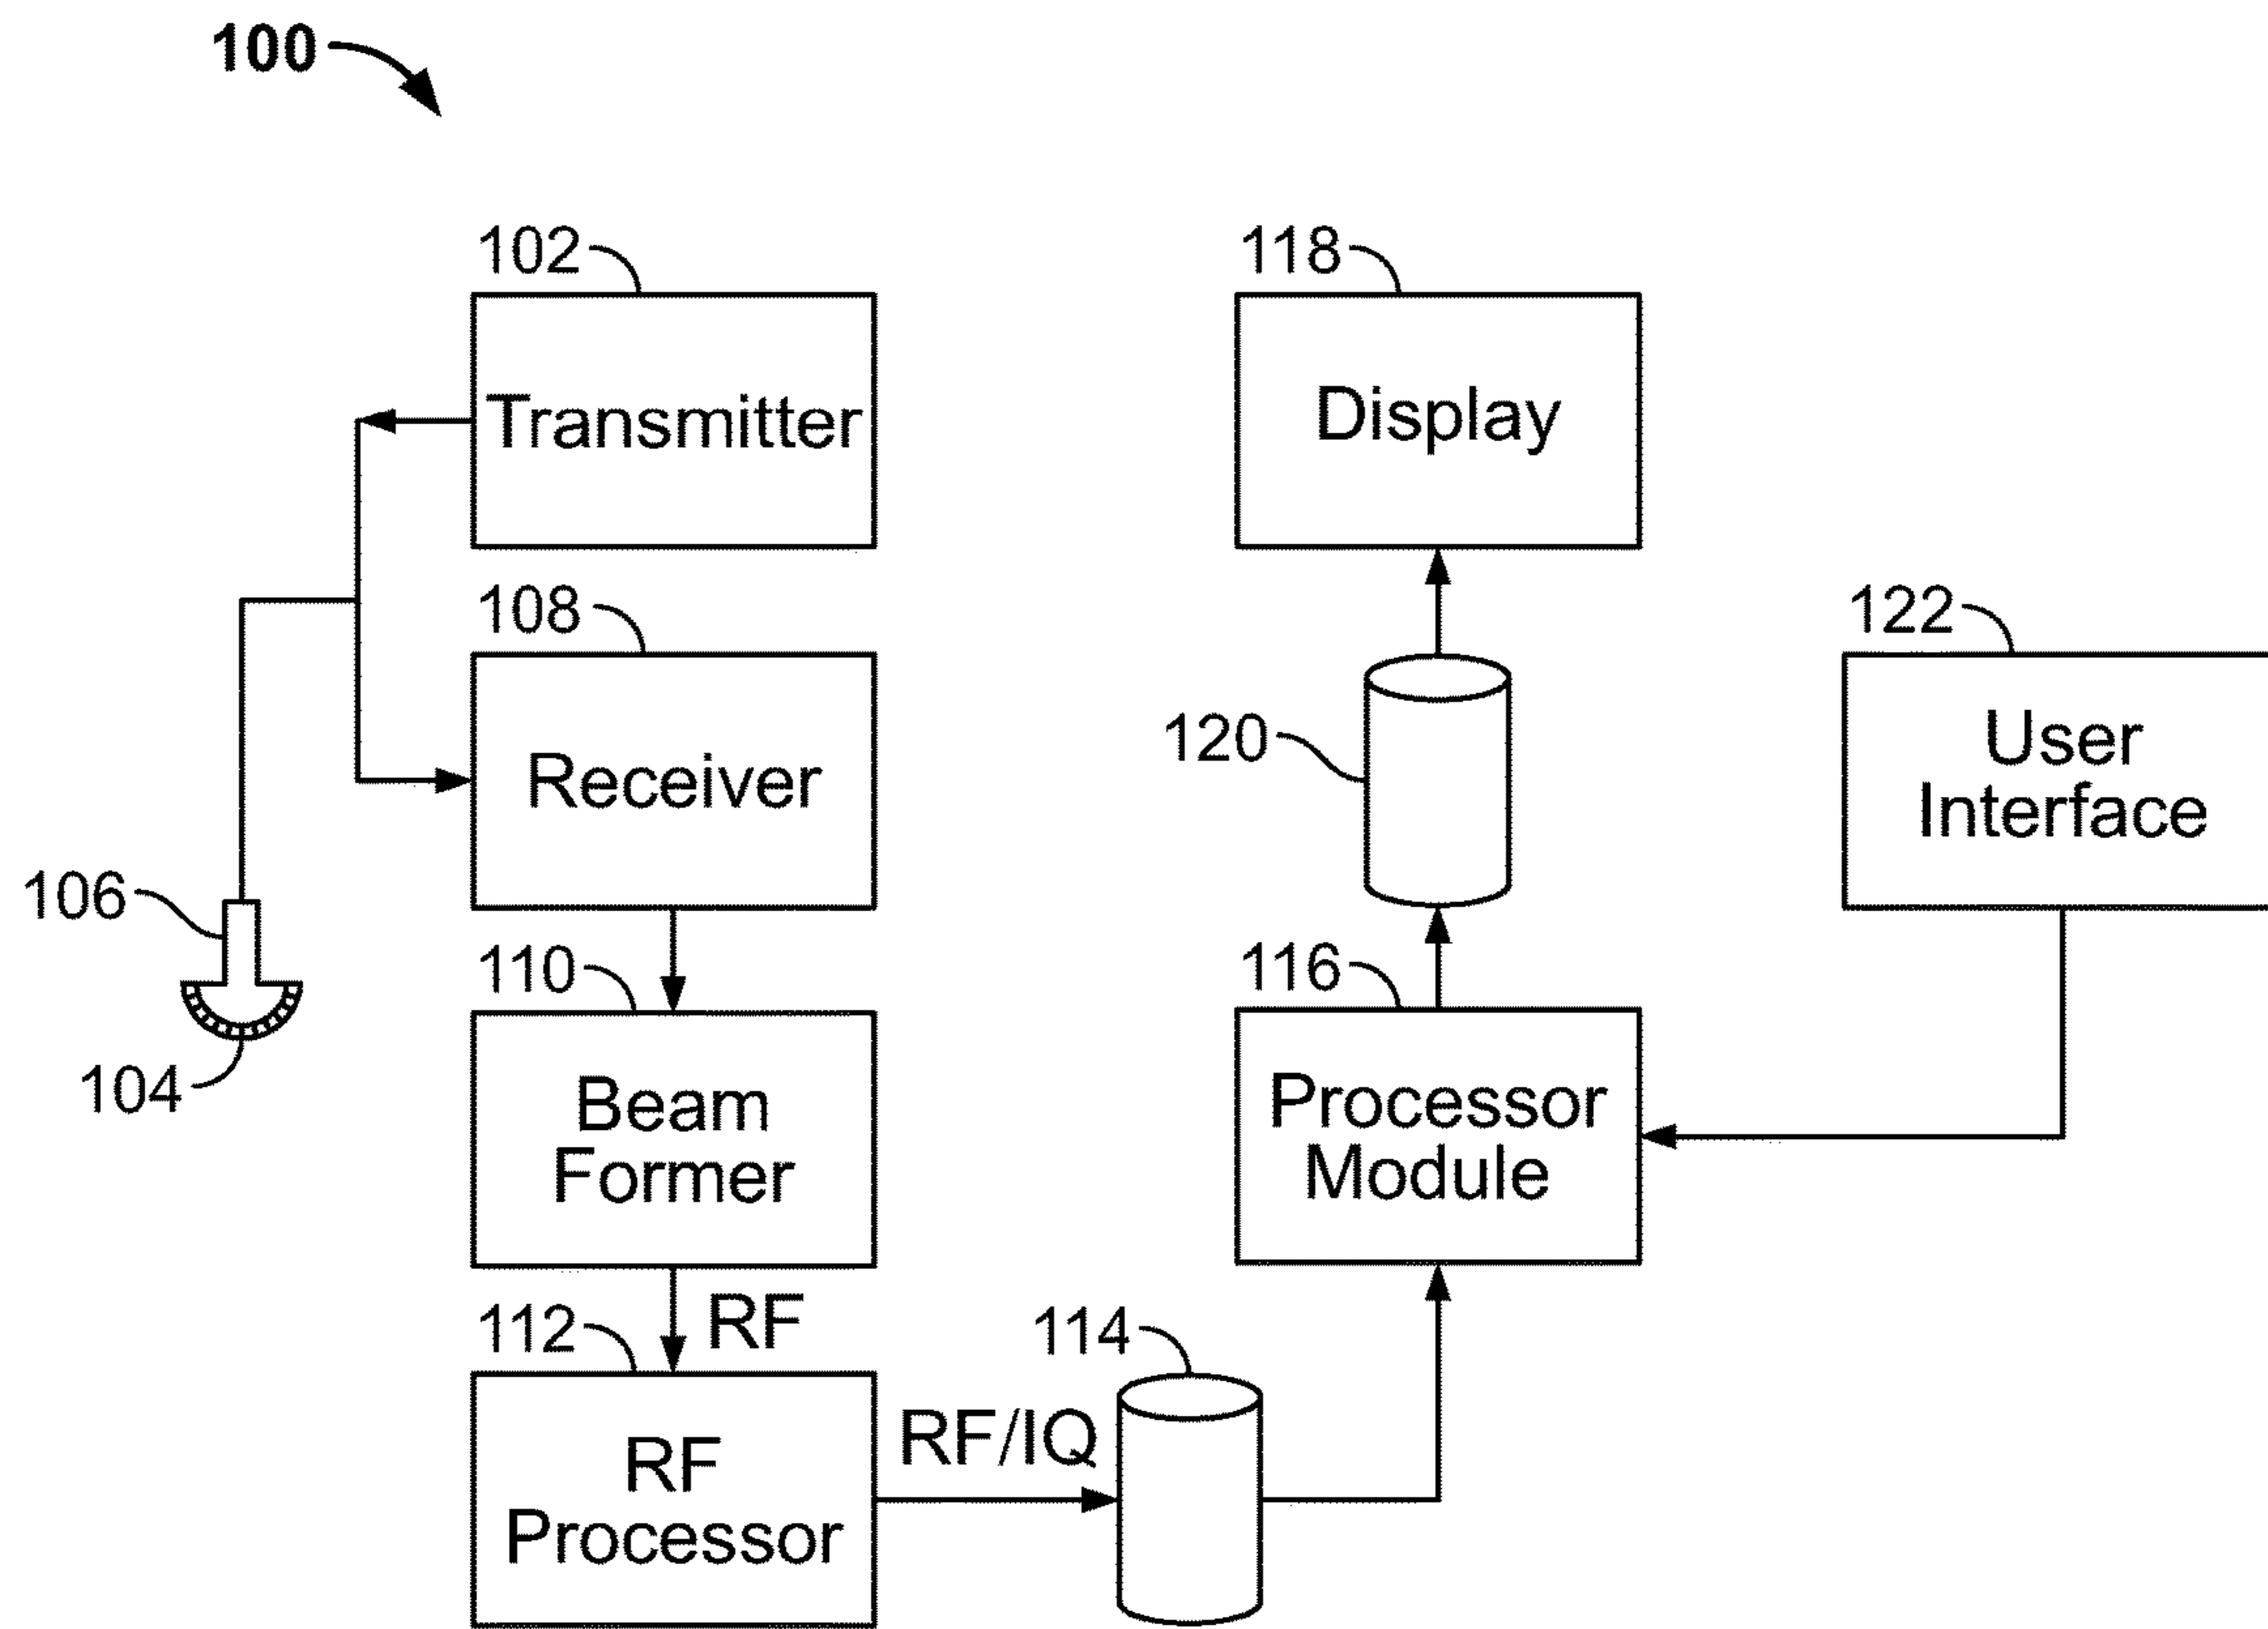 100
102
Transmitter
118
Display
108
Receiver
120
122
User
Interface
106
104
110
Beam
Former
116
Processor
Module
RF
112
RF
Processor
RF/IQ
114